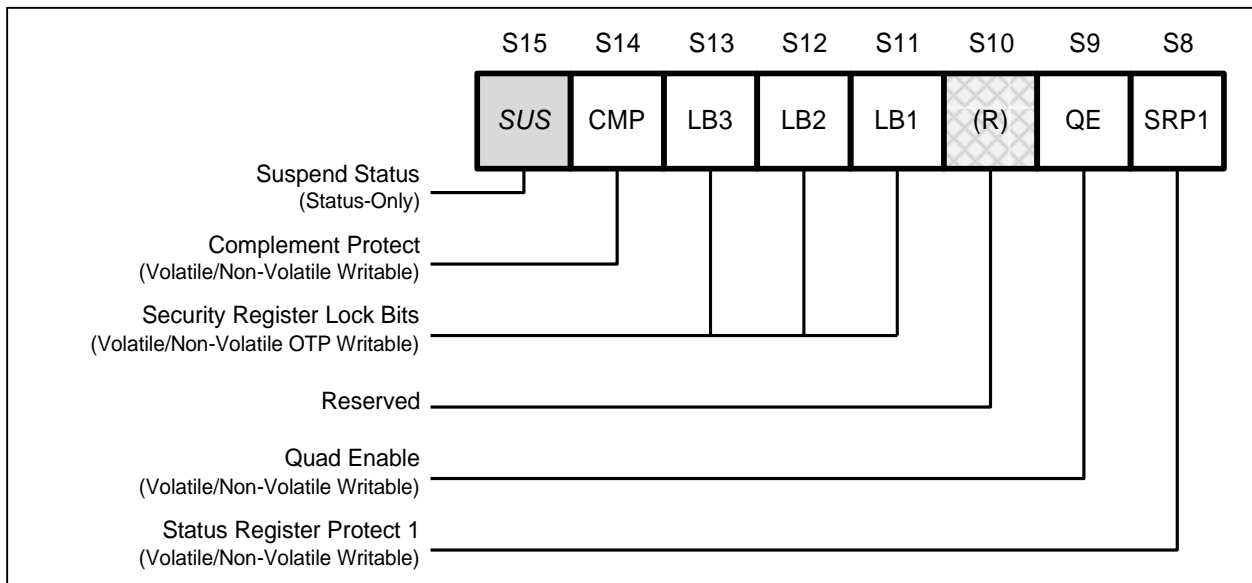 S15 S14 S13 S12 S11 S10 S9 S8
SUS CMP LB3 LB2 LB1 (R) QE SRP1
Suspend Status
(Status-Only)
Complement Protect
(Volatile/Non-Volatile Writable)
Security Register Lock Bits
(Volatile/Non-Volatile OTP Writable)
Reserved
Quad Enable
(Volatile/Non-Volatile Writable)
Status Register Protect 1
(Volatile/Non-Volatile Writable)